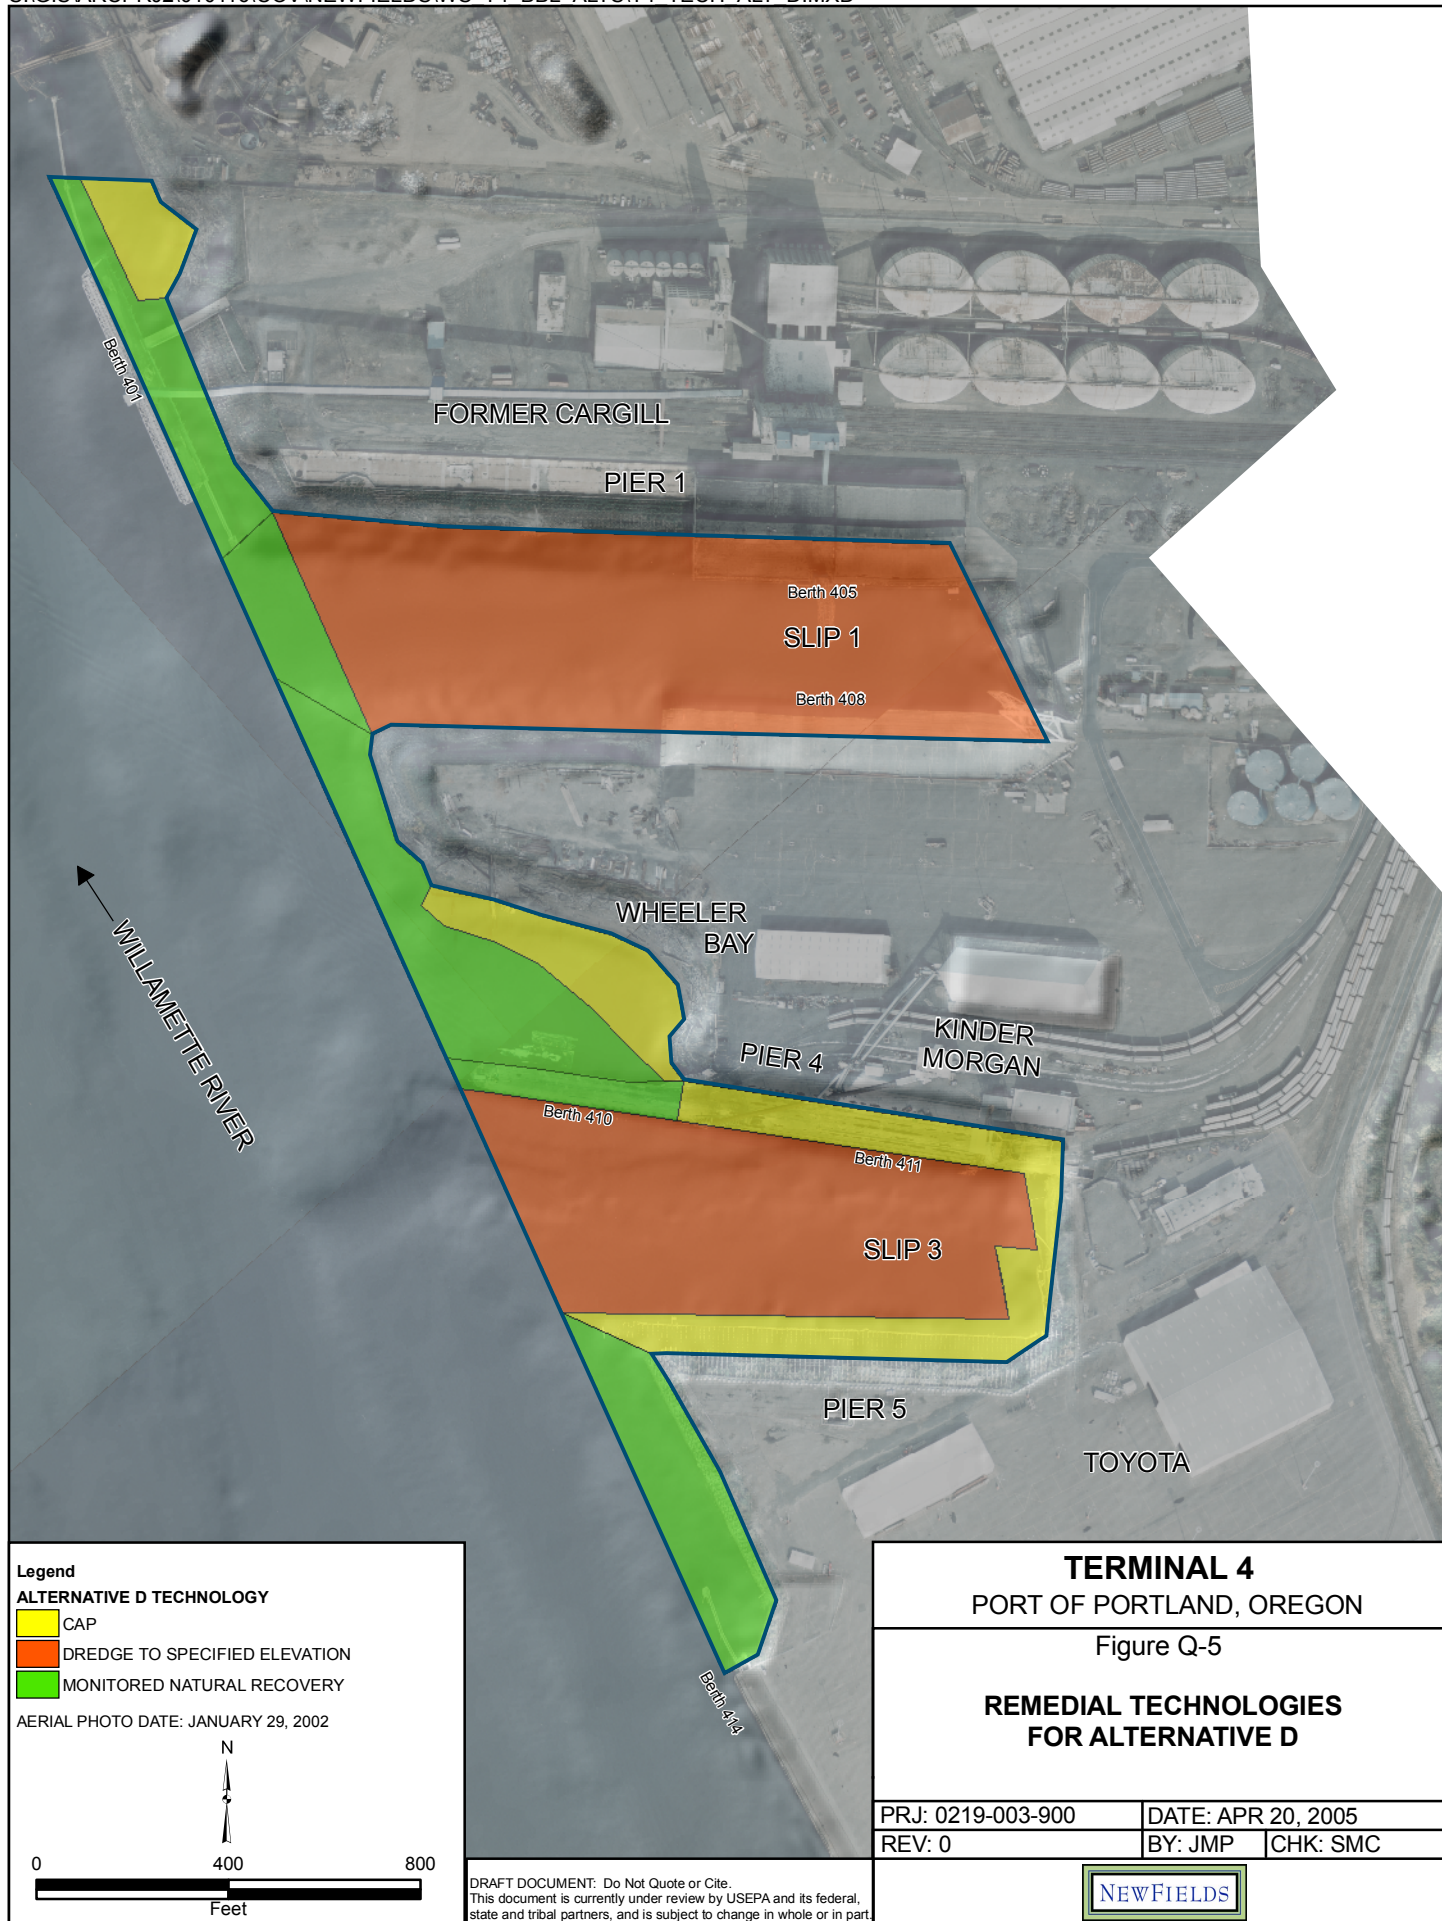 Berth 401
FORMER CARGILL
PIER 1
Berth 405
SLIP 1
Berth 408
WHEELER
BAY
WILLAMETTE RIVER
KINDER
MORGAN
PIER 4
Berth 410
Berth 411
SLIP 3
PIER 5
TOYOTA
Berth 414
Legend
ALTERNATIVE D TECHNOLOGY
CAP
DREDGE TO SPECIFIED ELEVATION
MONITORED NATURAL RECOVERY
AERIAL PHOTO DATE: JANUARY 29, 2002
N
0 400 800
Feet
DRAFT DOCUMENT: Do Not Quote or Cite.
This document is currently under review by USEPA and its federal,
state and tribal partners, and is subject to change in whole or in part.
TERMINAL 4
PORT OF PORTLAND, OREGON
Figure Q-5
REMEDIAL TECHNOLOGIES
FOR ALTERNATIVE D
PRJ: 0219-003-900
DATE: APR 20, 2005
REV: 0
BY: JMP
CHK: SMC
NEWFIELDS